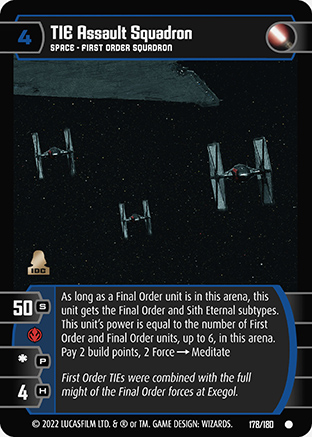 4 TIE Assault Squadron
SPACE - FIRST ORDER SQUADRON
IDC
50 S
* P
4 H
As long as a Final Order unit is in this arena, this
unit gets the Final Order and Sith Eternal subtypes.
This unit's power is equal to the number of First
Order and Final Order units, up to 6, in this arena.
Pay 2 build points, 2 Force → Meditate
First Order TIEs were combined with the full
might of the Final Order forces at Exegol.
© 2022 LUCASFILM LTD. & ® OR TM. GAME DESIGN: WIZARDS. 178/180